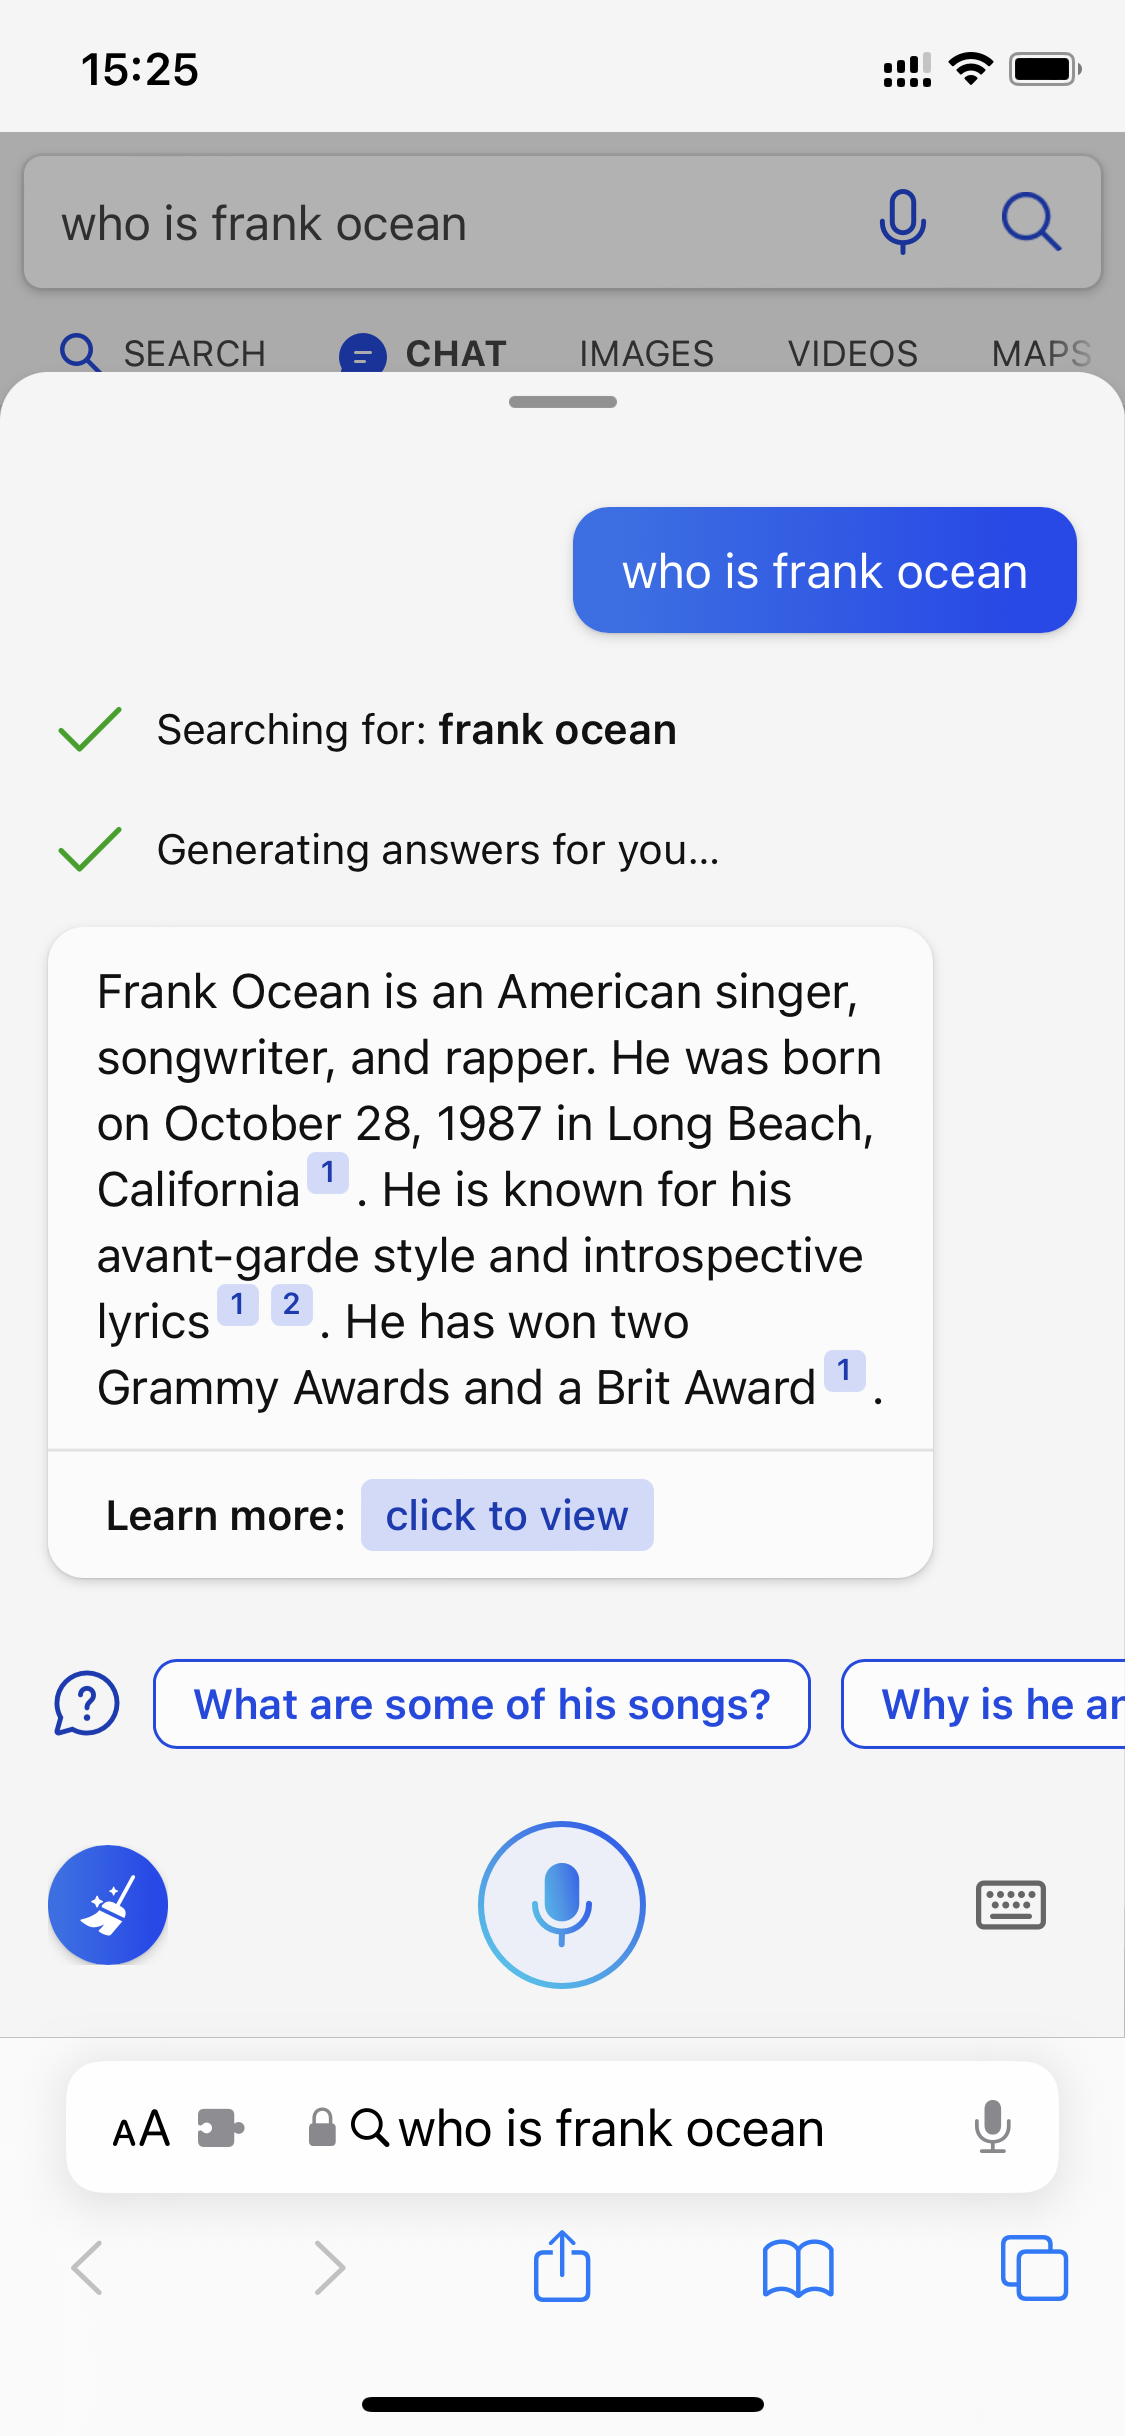 15:25
who is frank ocean
SEARCH CHAT IMAGES VIDEOS MAPS
who is frank ocean
Searching for: frank ocean
Generating answers for you...
Frank Ocean is an American singer,
songwriter, and rapper. He was born
on October 28, 1987 in Long Beach,
California 1 . He is known for his
avant-garde style and introspective
lyrics 1 2 . He has won two
Grammy Awards and a Brit Award 1 .
Learn more: click to view
What are some of his songs? Why is he
AA who is frank ocean